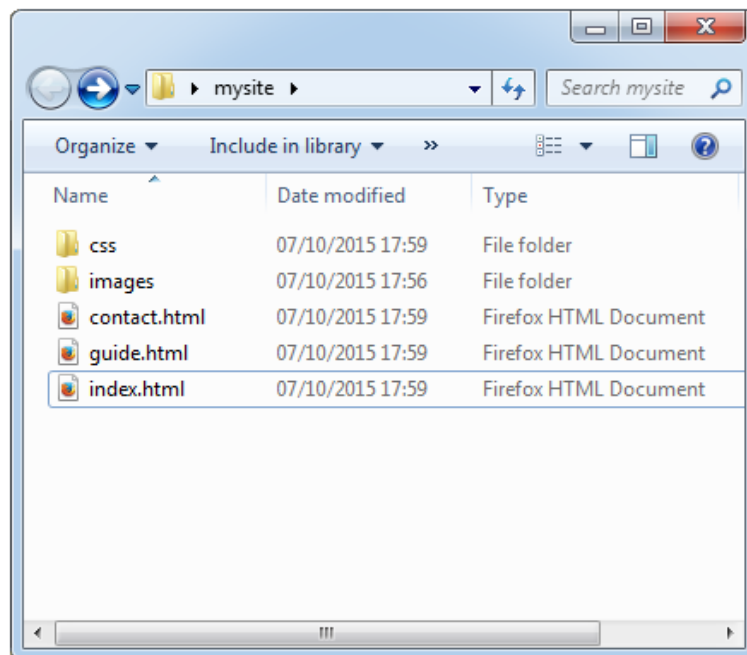 mysite
Search mysite
Organize Include in library »
Name Date modified Type
css 07/10/2015 17:59 File folder
images 07/10/2015 17:56 File folder
contact.html 07/10/2015 17:59 Firefox HTML Document
guide.html 07/10/2015 17:59 Firefox HTML Document
index.html 07/10/2015 17:59 Firefox HTML Document